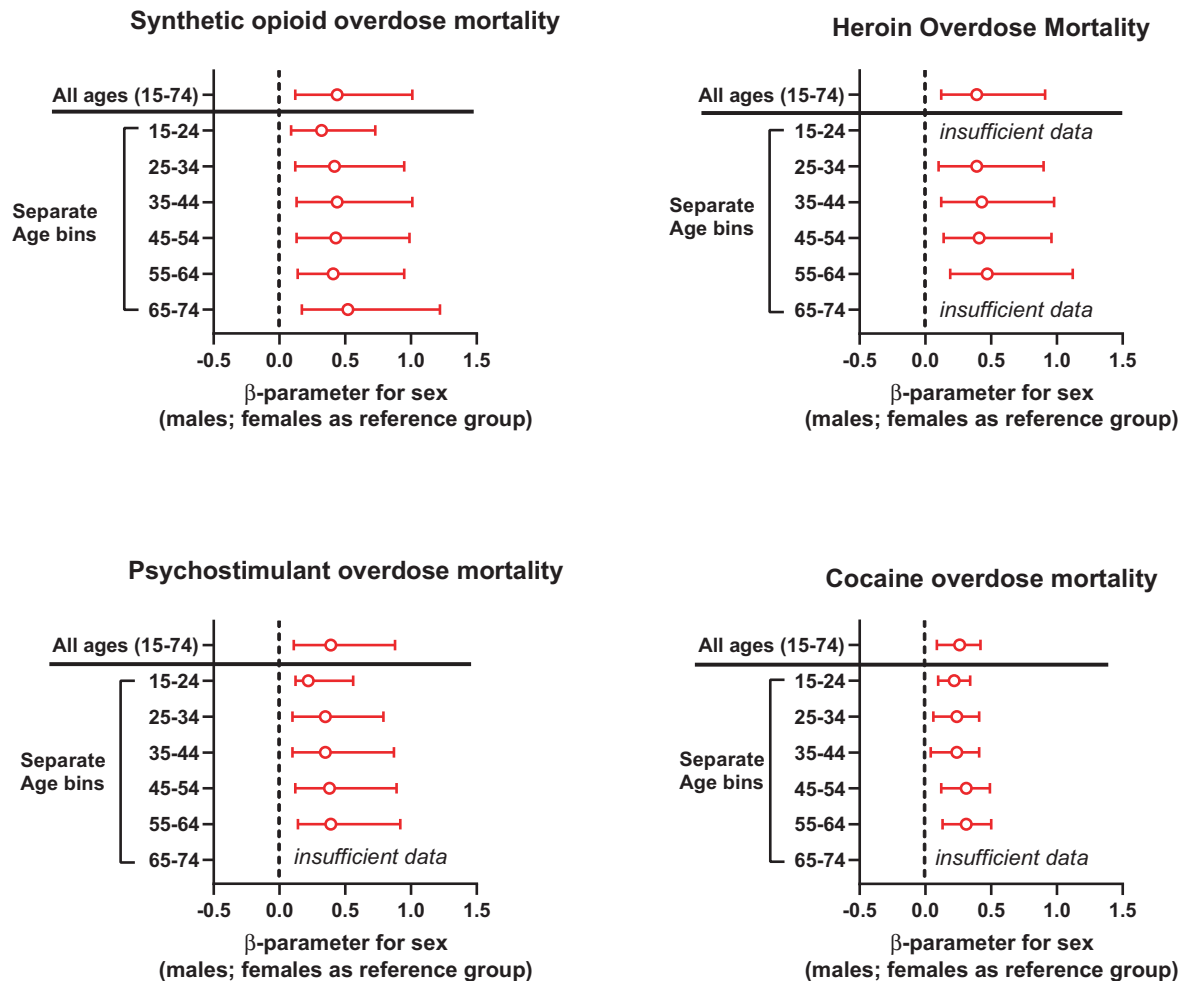 Synthetic opioid overdose mortality
All ages (15-74)
15-24
25-34
35-44
45-54
55-64
65-74
Separate
Age bins
-0.5 0.0 0.5 1.0 1.5
β-parameter for sex
(males; females as reference group)
Heroin Overdose Mortality
All ages (15-74)
15-24 insufficient data
25-34
35-44
45-54
55-64
65-74 insufficient data
Separate
Age bins
-0.5 0.0 0.5 1.0 1.5
β-parameter for sex
(males; females as reference group)
Psychostimulant overdose mortality
All ages (15-74)
15-24
25-34
35-44
45-54
55-64
65-74 insufficient data
Separate
Age bins
-0.5 0.0 0.5 1.0 1.5
β-parameter for sex
(males; females as reference group)
Cocaine overdose mortality
All ages (15-74)
15-24
25-34
35-44
45-54
55-64
65-74 insufficient data
Separate
Age bins
-0.5 0.0 0.5 1.0 1.5
β-parameter for sex
(males; females as reference group)